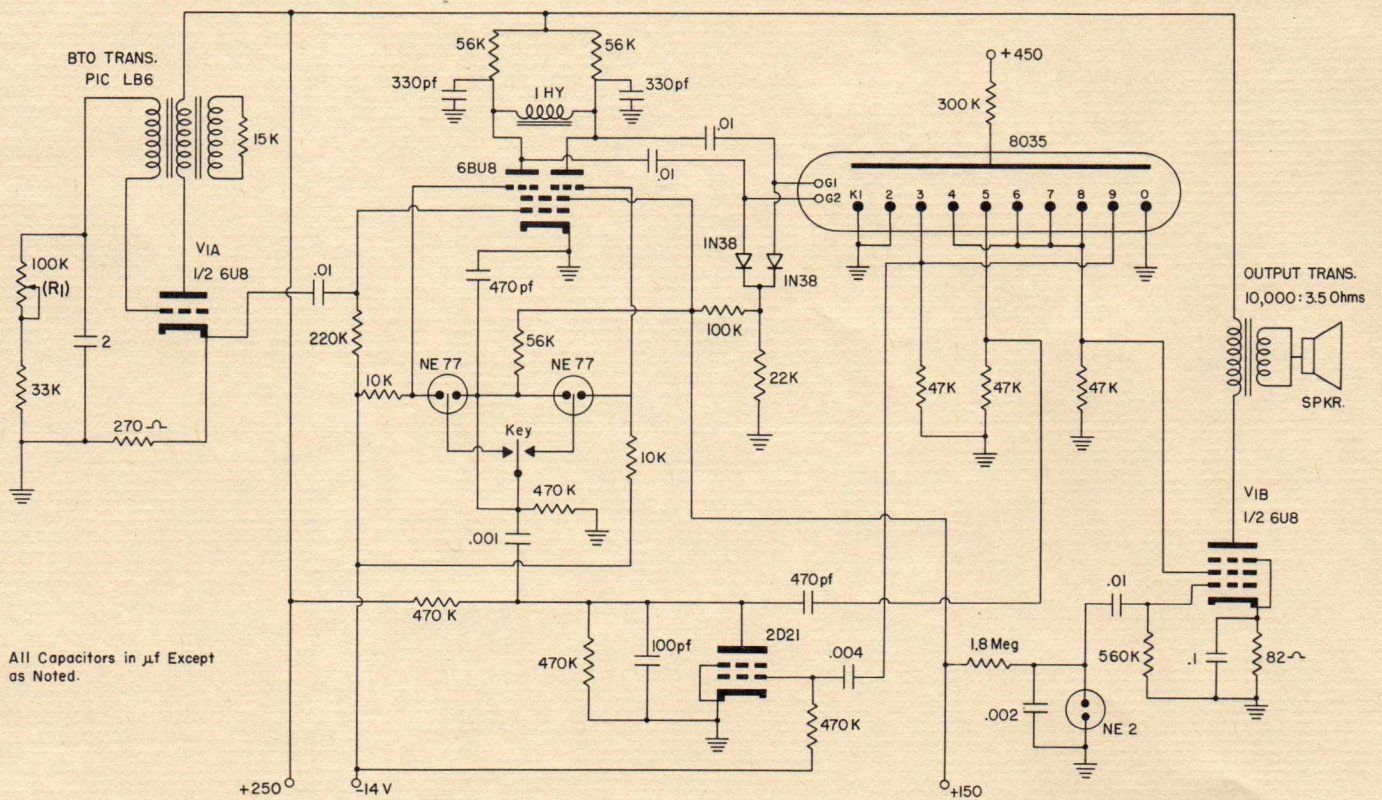 BTO TRANS.
PIC LB6
15K
100K
(R1)
33K
2
270 Ω
V1A
1/2 6U8
.01
220K
10K
56K
56K
330pf
330pf
1 HY
6BU8
.01
.01
470pf
56K
NE 77
NE 77
Key
470 K
.001
10K
100K
22K
1N38
1N38
+450
300K
8035
G1
G2
K1 2 3 4 5 6 7 8 9 0
47K
47K
47K
OUTPUT TRANS.
10,000 : 3.5 Ohms
SPKR.
V1B
1/2 6U8
470 K
470K
100pf
2D21
470pf
.004
470K
1.8 Meg
.002
NE 2
.01
560K
.1
82 Ω
All Capacitors in µf Except
as Noted.
+250
-14 V
+150